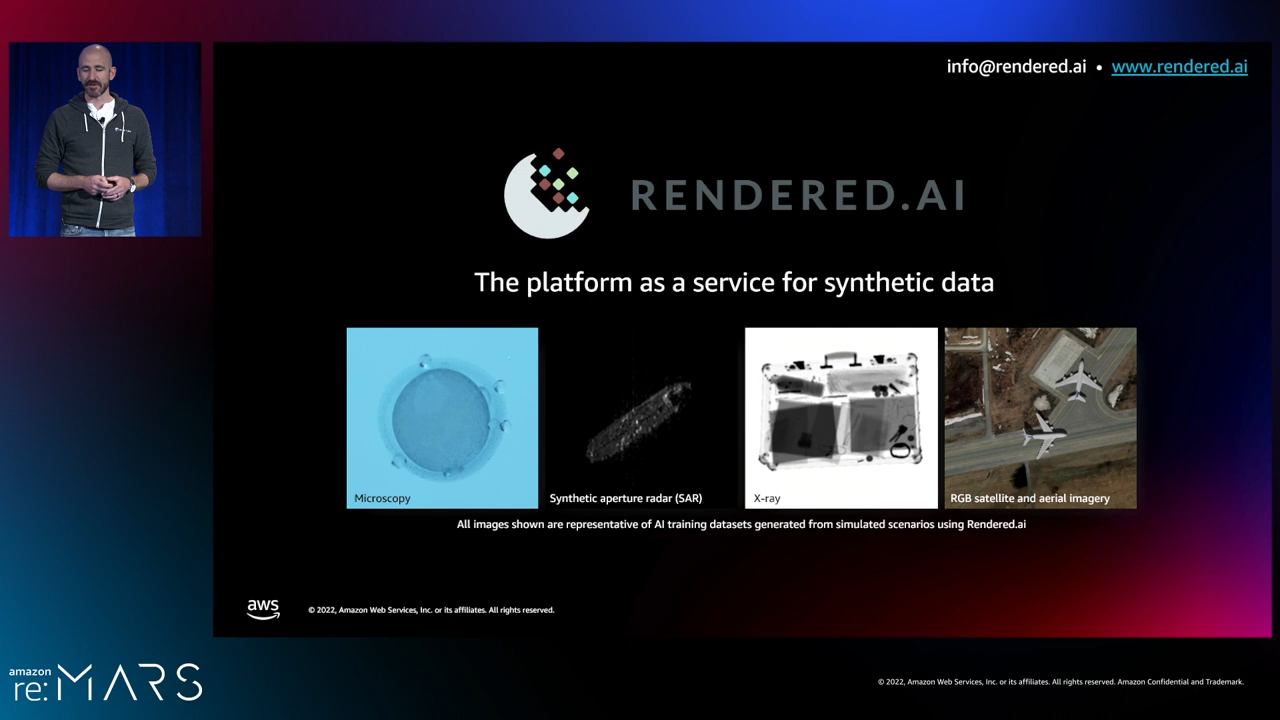 info@rendered.ai • www.rendered.ai
RENDERED.AI
The platform as a service for synthetic data
Microscopy
Synthetic aperture radar (SAR)
X-ray
RGB satellite and aerial imagery
All images shown are representative of AI training datasets generated from simulated scenarios using Rendered.ai
aws
© 2022, Amazon Web Services, Inc. or its affiliates. All rights reserved.
amazon
re:MARS
© 2022, Amazon Web Services, Inc. or its affiliates. All rights reserved. Amazon Confidential and Trademark.